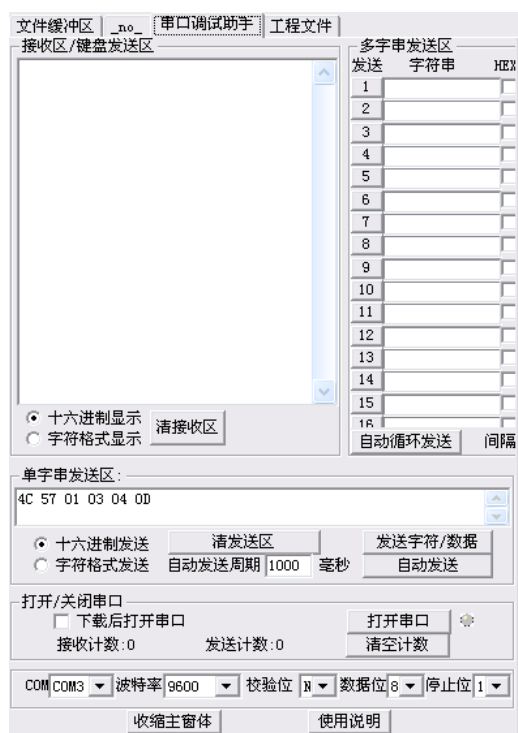 文件缓冲区 _no_ 串口调试助手 工程文件
接收区/键盘发送区 多字串发送区
发送 字符串 HEX
1
2
3
4
5
6
7
8
9
10
11
12
13
14
15
16
十六进制显示 清接收区
字符格式显示
自动循环发送 间隔
单字串发送区:
4C 57 01 03 04 0D
十六进制发送 清发送区 发送字符/数据
字符格式发送 自动发送周期 1000 毫秒 自动发送
打开/关闭串口
下载后打开串口 打开串口
接收计数:0 发送计数:0 清空计数
COM COM3 波特率 9600 校验位 N 数据位 8 停止位 1
收缩主窗体 使用说明